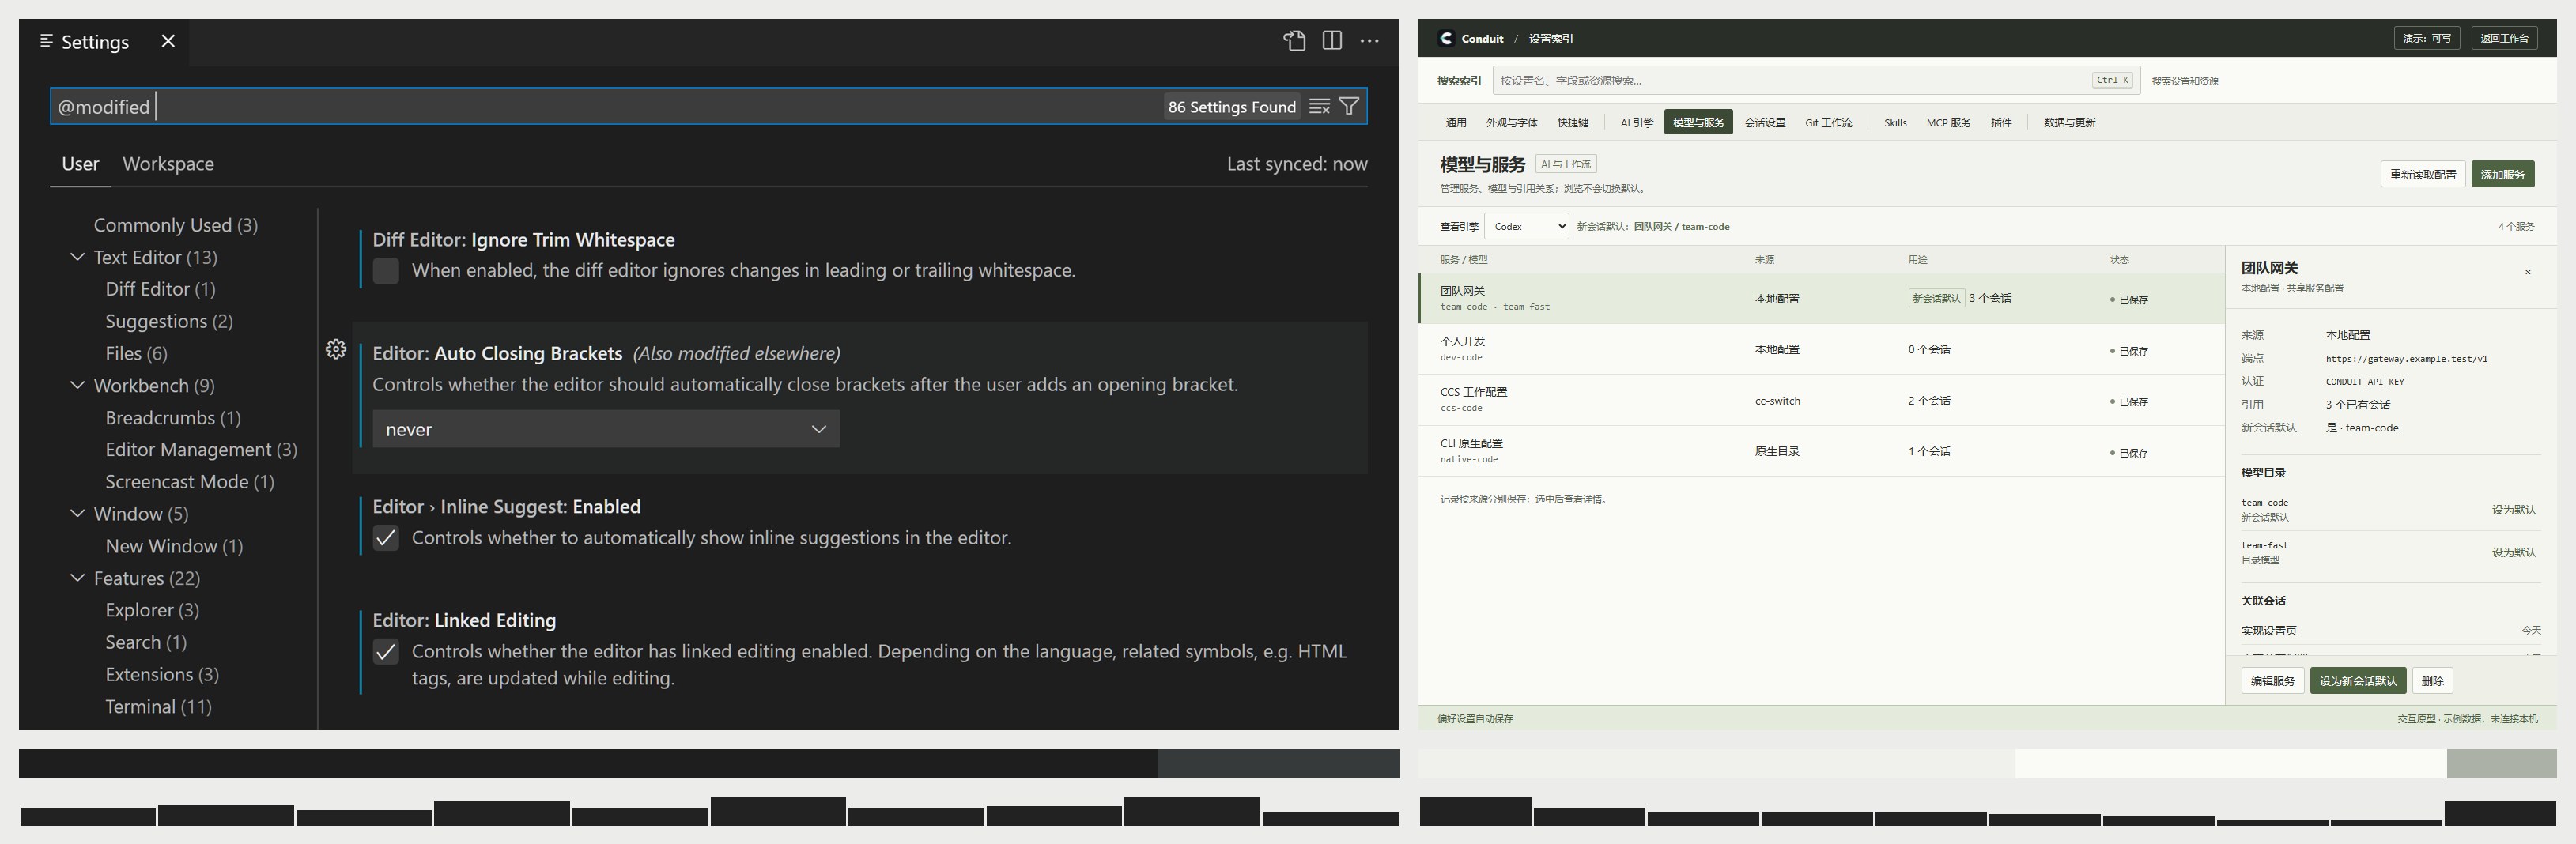 Settings
@modified
86 Settings Found
User
Workspace
Last synced: now
Commonly Used (3)
Text Editor (13)
Diff Editor (1)
Suggestions (2)
Files (6)
Workbench (9)
Breadcrumbs (1)
Editor Management (3)
Screencast Mode (1)
Window (5)
New Window (1)
Features (22)
Explorer (3)
Search (1)
Extensions (3)
Terminal (11)
Diff Editor: Ignore Trim Whitespace
When enabled, the diff editor ignores changes in leading or trailing whitespace.
Editor: Auto Closing Brackets (Also modified elsewhere)
Controls whether the editor should automatically close brackets after the user adds an opening bracket.
never
Editor › Inline Suggest: Enabled
Controls whether to automatically show inline suggestions in the editor.
Editor: Linked Editing
Controls whether the editor has linked editing enabled. Depending on the language, related symbols, e.g. HTML
tags, are updated while editing.
Conduit / 设置索引
演示：可写
返回工作台
搜索索引
按设置名、字段或资源搜索...
Ctrl K
搜索设置和资源
通用 外观与字体 快捷键 AI 引擎 模型与服务 会话设置 Git 工作流 Skills MCP 服务 插件 数据与更新
模型与服务
AI 与工作流
管理服务、模型与引用关系；浏览不会切换默认。
重新读取配置
添加服务
查看引擎
Codex
新会话默认：团队网关 / team-code
4 个服务
服务 / 模型 来源 用途 状态
团队网关
team-code · team-fast
本地配置
新会话默认 3 个会话
已保存
个人开发
dev-code
本地配置
0 个会话
已保存
CCS 工作配置
ccs-code
cc-switch
2 个会话
已保存
CLI 原生配置
native-code
原生目录
1 个会话
已保存
记录按来源分别保存；选中后查看详情。
团队网关
×
本地配置 · 共享服务配置
来源 本地配置
端点 https://gateway.example.test/v1
认证 CONDUIT_API_KEY
引用 3 个已有会话
新会话默认 是 · team-code
模型目录
team-code
新会话默认
设为默认
team-fast
目录模型
设为默认
关联会话
实现设置页
今天
编辑服务
设为新会话默认
删除
偏好设置自动保存
交互原型 · 示例数据，未连接本机